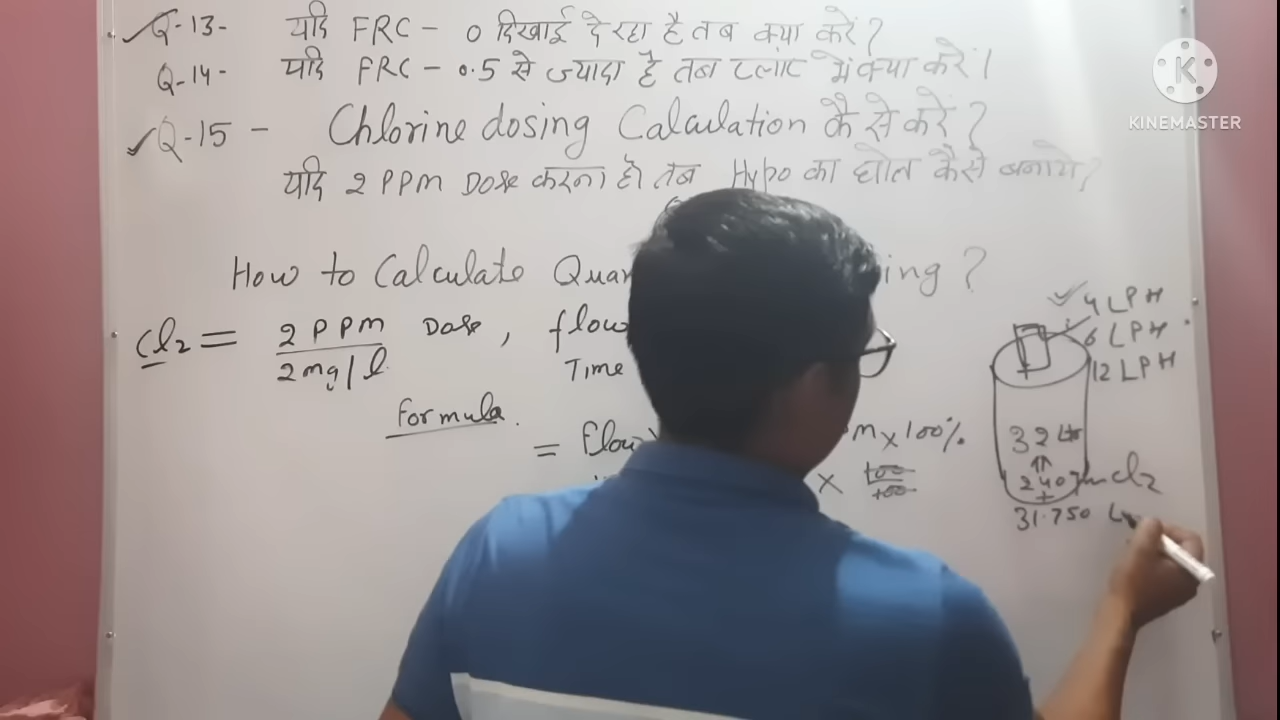 Q-13- यदि FRC - 0 दिखाई दे रहा है तब क्या करें?
Q-14- यदि FRC - 0.5 से ज्यादा है तब प्लांट में क्या करें।
Q-15 - Chlorine dosing Calculation कैसे करें?
यदि 2 PPM Dose करना हो तब Hypo का घोल कैसे बनाये?
How to Calculate Quan ing ?
Cl2 = 2 PPM Dose, flow
2mg/l Time
formula.
= flow m x 100%
x 100
100
4 LPH
6 LPH
12 LPH
32 Ltr
240 Cl2
+
31.750 L
KINEMASTER